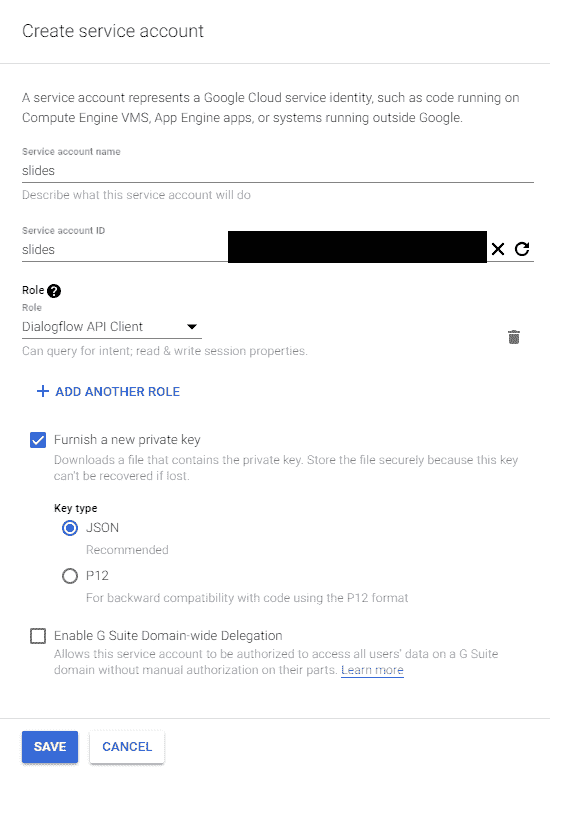 Create service account
A service account represents a Google Cloud service identity, such as code running on
Compute Engine VMS, App Engine apps, or systems running outside Google.
Service account name
slides
Describe what this service account will do
Service account ID
slides
Role ?
Role
Dialogflow API Client
Can query for intent; read & write session properties.
+ ADD ANOTHER ROLE
Furnish a new private key
Downloads a file that contains the private key. Store the file securely because this key
can't be recovered if lost.
Key type
JSON
Recommended
P12
For backward compatibility with code using the P12 format
Enable G Suite Domain-wide Delegation
Allows this service account to be authorized to access all users' data on a G Suite
domain without manual authorization on their parts. Learn more
SAVE CANCEL